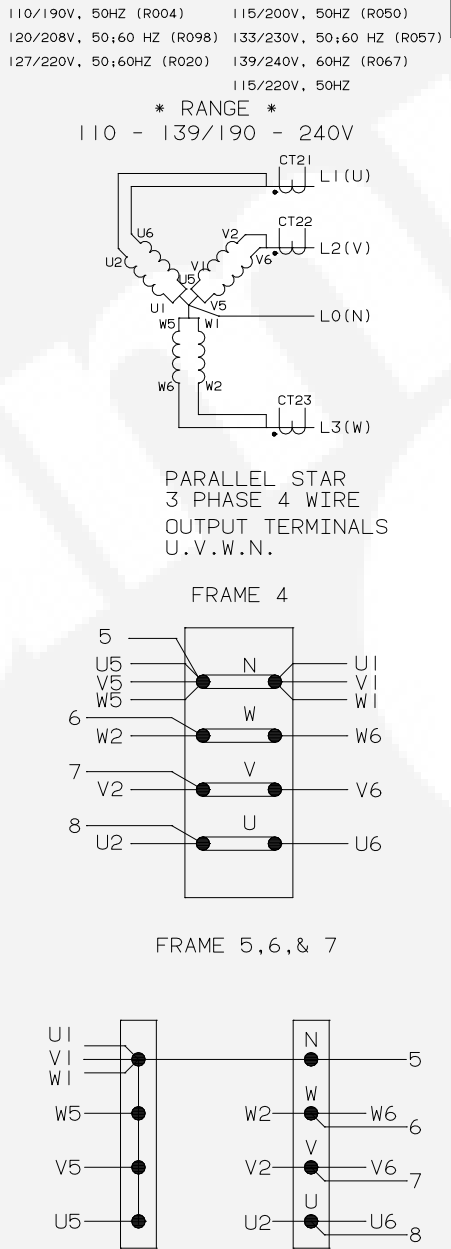 110/190V, 50HZ (R004) 115/200V, 50HZ (R050)
120/208V, 50;60 HZ (R098) 133/230V, 50;60 HZ (R057)
127/220V, 50;60HZ (R020) 139/240V, 60HZ (R067)
115/220V, 50HZ
* RANGE *
110 - 139/190 - 240V
CT21
L1(U)
U6
V2
CT22
L2(V)
U2
V1
V6
U5
U1
V5
L0(N)
W5 W1
W6 W2
CT23
L3(W)
PARALLEL STAR
3 PHASE 4 WIRE
OUTPUT TERMINALS
U.V.W.N.
FRAME 4
5
U5 N U1
V5 V1
W5 W1
6 W
W2 W6
7 V
V2 V6
8 U
U2 U6
FRAME 5,6,& 7
U1 N
V1 5
W1
W
W5 W2 W6
6
V
V5 V2 V6
7
U
U5 U2 U6
8